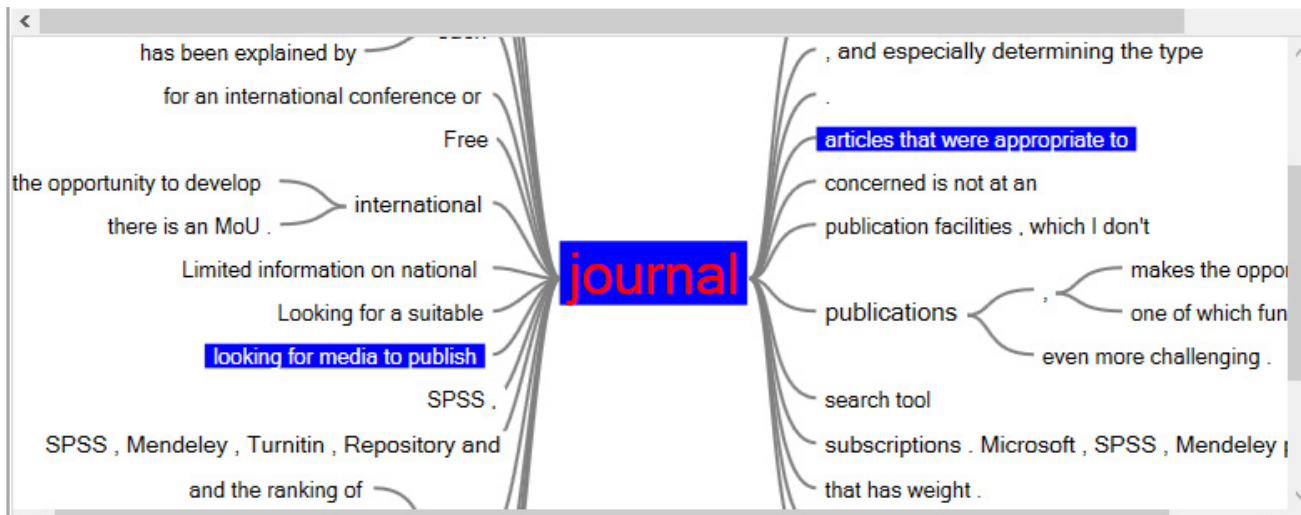 has been explained by
for an international conference or
Free
the opportunity to develop
international
there is an MoU .
Limited information on national
Looking for a suitable
looking for media to publish
SPSS ,
SPSS , Mendeley , Turnitin , Repository and
and the ranking of
journal
, and especially determining the type
.
articles that were appropriate to
concerned is not at an
publication facilities , which I don't
publications
,
makes the oppor
one of which fun
even more challenging .
search tool
subscriptions . Microsoft , SPSS , Mendeley
that has weight .